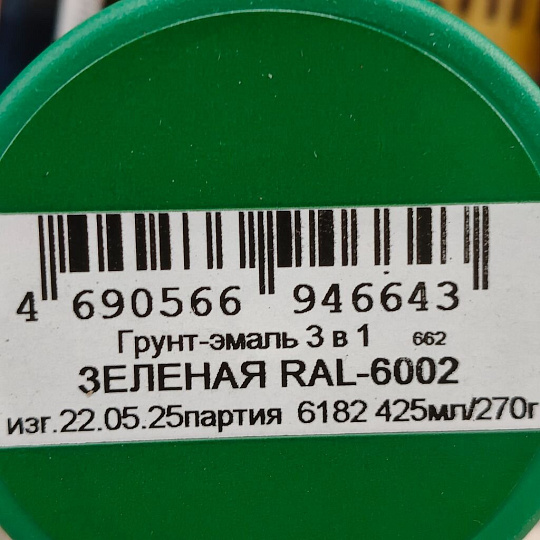 4 690566 946643
Грунт-эмаль 3 в 1 662
ЗЕЛЕНАЯ RAL-6002
изг.22.05.25партия 6182 425мл/270г